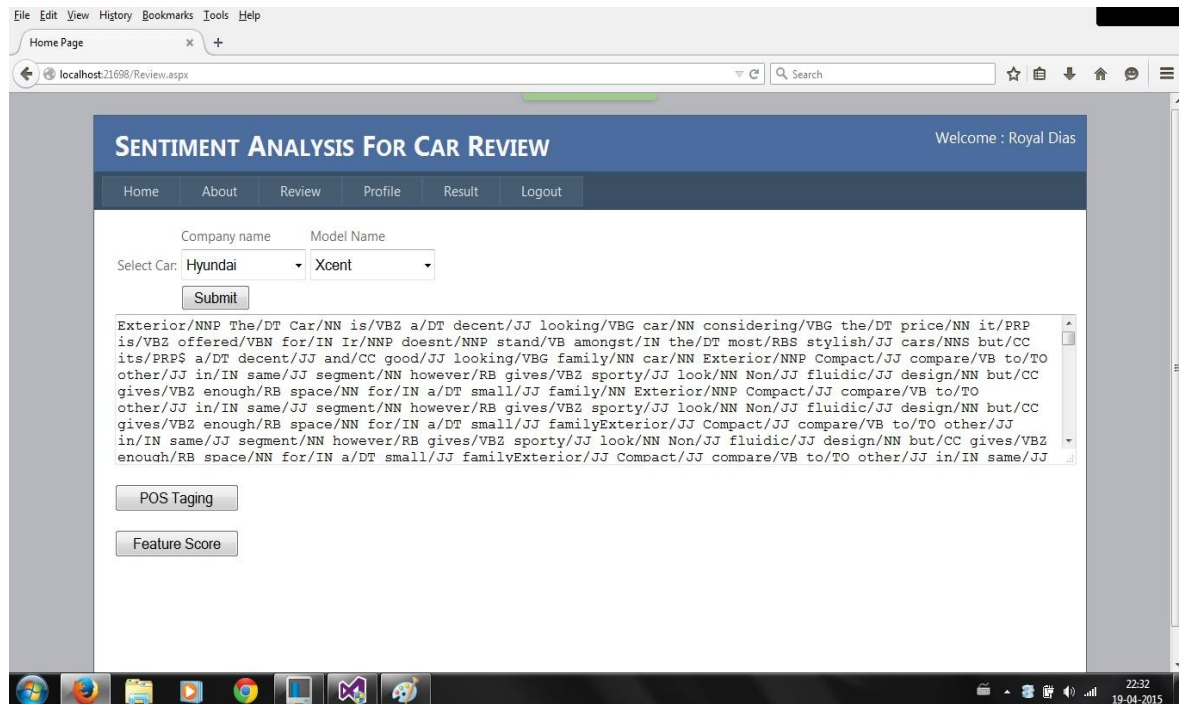 File Edit View History Bookmarks Tools Help
Home Page × +
localhost:21698/Review.aspx Search
SENTIMENT ANALYSIS FOR CAR REVIEW
Welcome : Royal Dias
Home About Review Profile Result Logout
Company name Model Name
Select Car: Hyundai Xcent
Submit
Exterior/NNP The/DT Car/NN is/VBZ a/DT decent/JJ looking/VBG car/NN considering/VBG the/DT price/NN it/PRP
is/VBZ offered/VBN for/IN Ir/NNP doesnt/NNP stand/VB amongst/IN the/DT most/RBS stylish/JJ cars/NNS but/CC
its/PRP$ a/DT decent/JJ and/CC good/JJ looking/VBG family/NN car/NN Exterior/NNP Compact/JJ compare/VB to/TO
other/JJ in/IN same/JJ segment/NN however/RB gives/VBZ sporty/JJ look/NN Non/JJ fluidic/JJ design/NN but/CC
gives/VBZ enough/RB space/NN for/IN a/DT small/JJ family/NN Exterior/NNP Compact/JJ compare/VB to/TO
other/JJ in/IN same/JJ segment/NN however/RB gives/VBZ sporty/JJ look/NN Non/JJ fluidic/JJ design/NN but/CC
gives/VBZ enough/RB space/NN for/IN a/DT small/JJ familyExterior/JJ Compact/JJ compare/VB to/TO other/JJ
in/IN same/JJ segment/NN however/RB gives/VBZ sporty/JJ look/NN Non/JJ fluidic/JJ design/NN but/CC gives/VBZ
enough/RB space/NN for/IN a/DT small/JJ familyExterior/JJ Compact/JJ compare/VB to/TO other/JJ in/IN same/JJ
POS Taging
Feature Score
22:32
19-04-2015